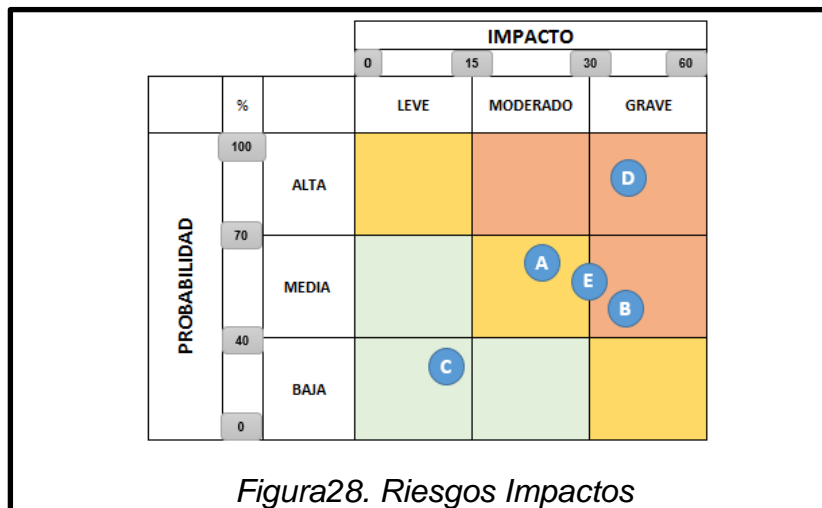 IMPACTO
0 15 30 60
% LEVE MODERADO GRAVE
100
ALTA
D
70
PROBABILIDAD
MEDIA
A
E
B
40
C
BAJA
0
Figura28. Riesgos Impactos